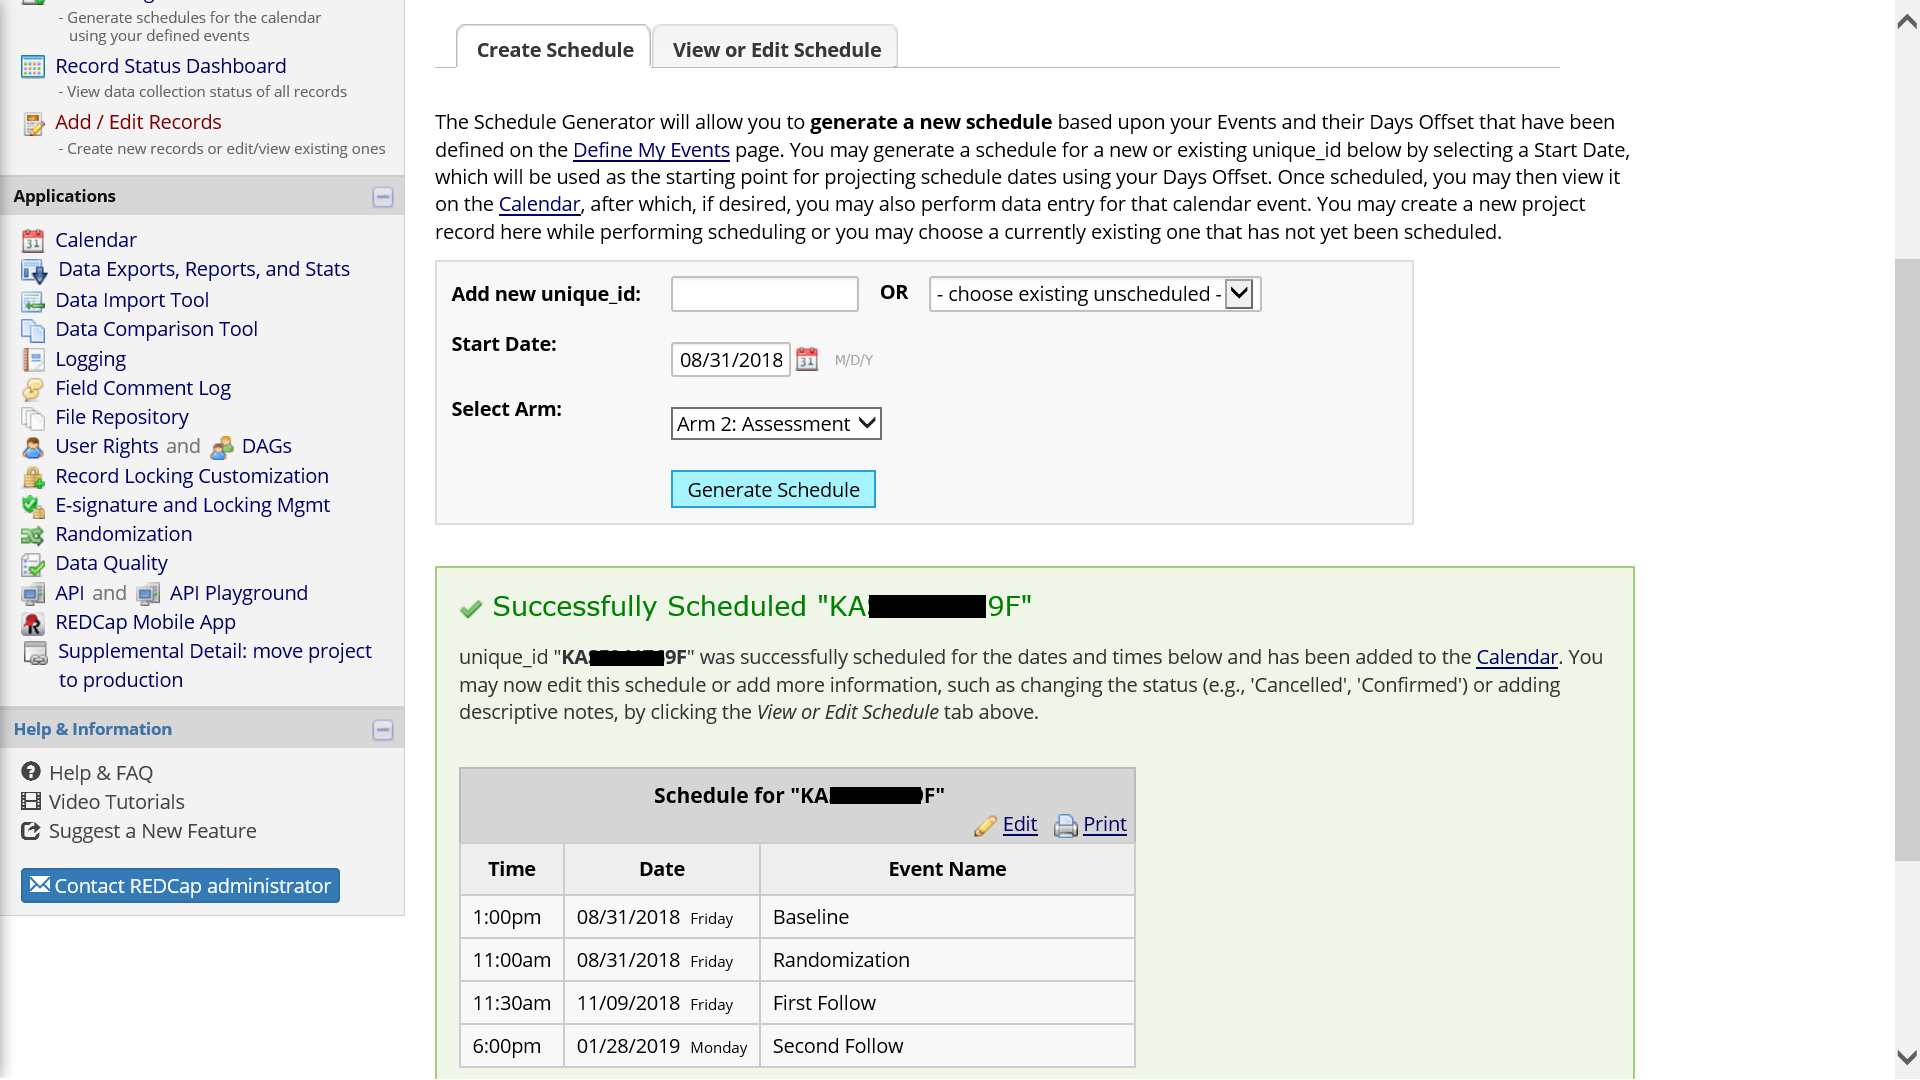 - Generate schedules for the calendar
using your defined events
Record Status Dashboard
- View data collection status of all records
Add / Edit Records
- Create new records or edit/view existing ones
Applications
Calendar
Data Exports, Reports, and Stats
Data Import Tool
Data Comparison Tool
Logging
Field Comment Log
File Repository
User Rights and DAGs
Record Locking Customization
E-signature and Locking Mgmt
Randomization
Data Quality
API and API Playground
REDCap Mobile App
Supplemental Detail: move project
to production
Help & Information
Help & FAQ
Video Tutorials
Suggest a New Feature
Contact REDCap administrator
Create Schedule View or Edit Schedule
The Schedule Generator will allow you to generate a new schedule based upon your Events and their Days Offset that have been
defined on the Define My Events page. You may generate a schedule for a new or existing unique_id below by selecting a Start Date,
which will be used as the starting point for projecting schedule dates using your Days Offset. Once scheduled, you may then view it
on the Calendar, after which, if desired, you may also perform data entry for that calendar event. You may create a new project
record here while performing scheduling or you may choose a currently existing one that has not yet been scheduled.
Add new unique_id: OR - choose existing unscheduled -
Start Date: 08/31/2018 31 M/D/Y
Select Arm: Arm 2: Assessment
Generate Schedule
Successfully Scheduled "KA 9F"
unique_id "KA 9F" was successfully scheduled for the dates and times below and has been added to the Calendar. You
may now edit this schedule or add more information, such as changing the status (e.g., 'Cancelled', 'Confirmed') or adding
descriptive notes, by clicking the View or Edit Schedule tab above.
Schedule for "KA F"
Edit Print
Time Date Event Name
1:00pm 08/31/2018 Friday Baseline
11:00am 08/31/2018 Friday Randomization
11:30am 11/09/2018 Friday First Follow
6:00pm 01/28/2019 Monday Second Follow